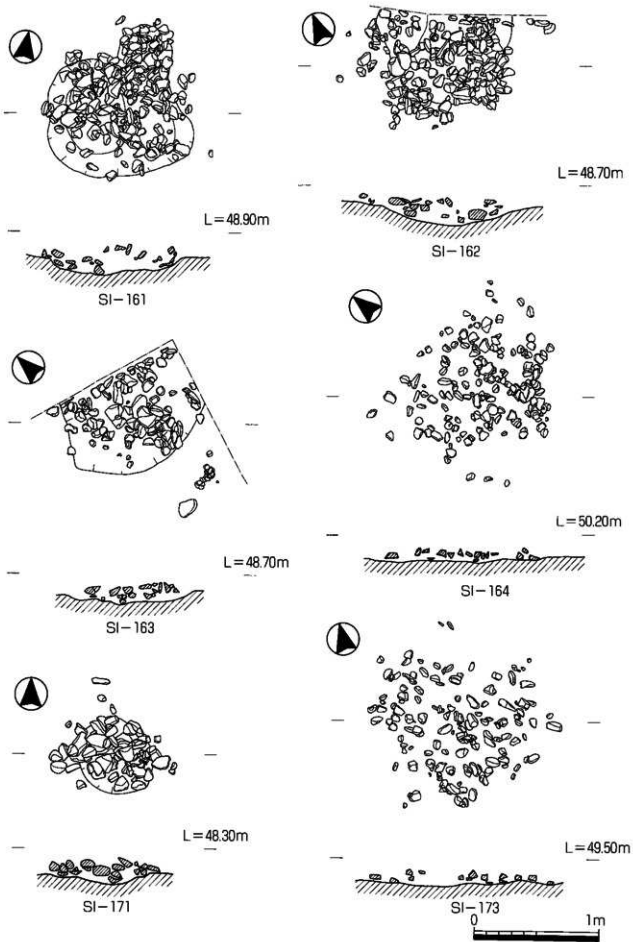 L=48.90m
SI-161
L=48.70m
SI-162
L=48.70m
SI-163
L=50.20m
SI-164
L=48.30m
SI-171
L=49.50m
SI-173
0 1m